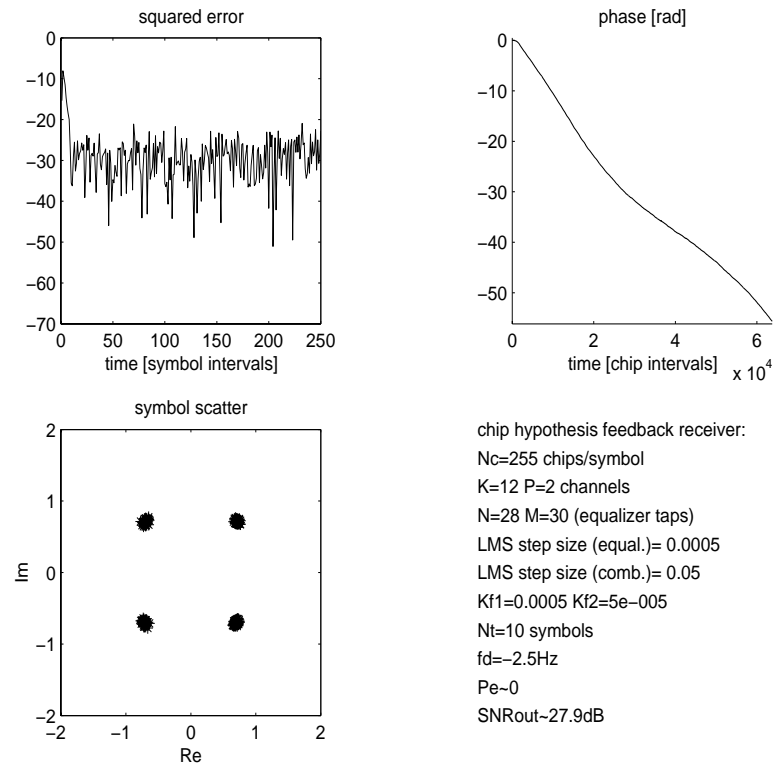 squared error
0
−10
−20
−30
−40
−50
−60
−70
0 50 100 150 200 250
time [symbol intervals]
phase [rad]
0
−10
−20
−30
−40
−50
0 2 4 6
x 10^4
time [chip intervals]
symbol scatter
2
1
0
−1
−2
Im
−2 −1 0 1 2
Re
chip hypothesis feedback receiver:
Nc=255 chips/symbol
K=12 P=2 channels
N=28 M=30 (equalizer taps)
LMS step size (equal.)= 0.0005
LMS step size (comb.)= 0.05
Kf1=0.0005 Kf2=5e−005
Nt=10 symbols
fd=−2.5Hz
Pe~0
SNRout~27.9dB